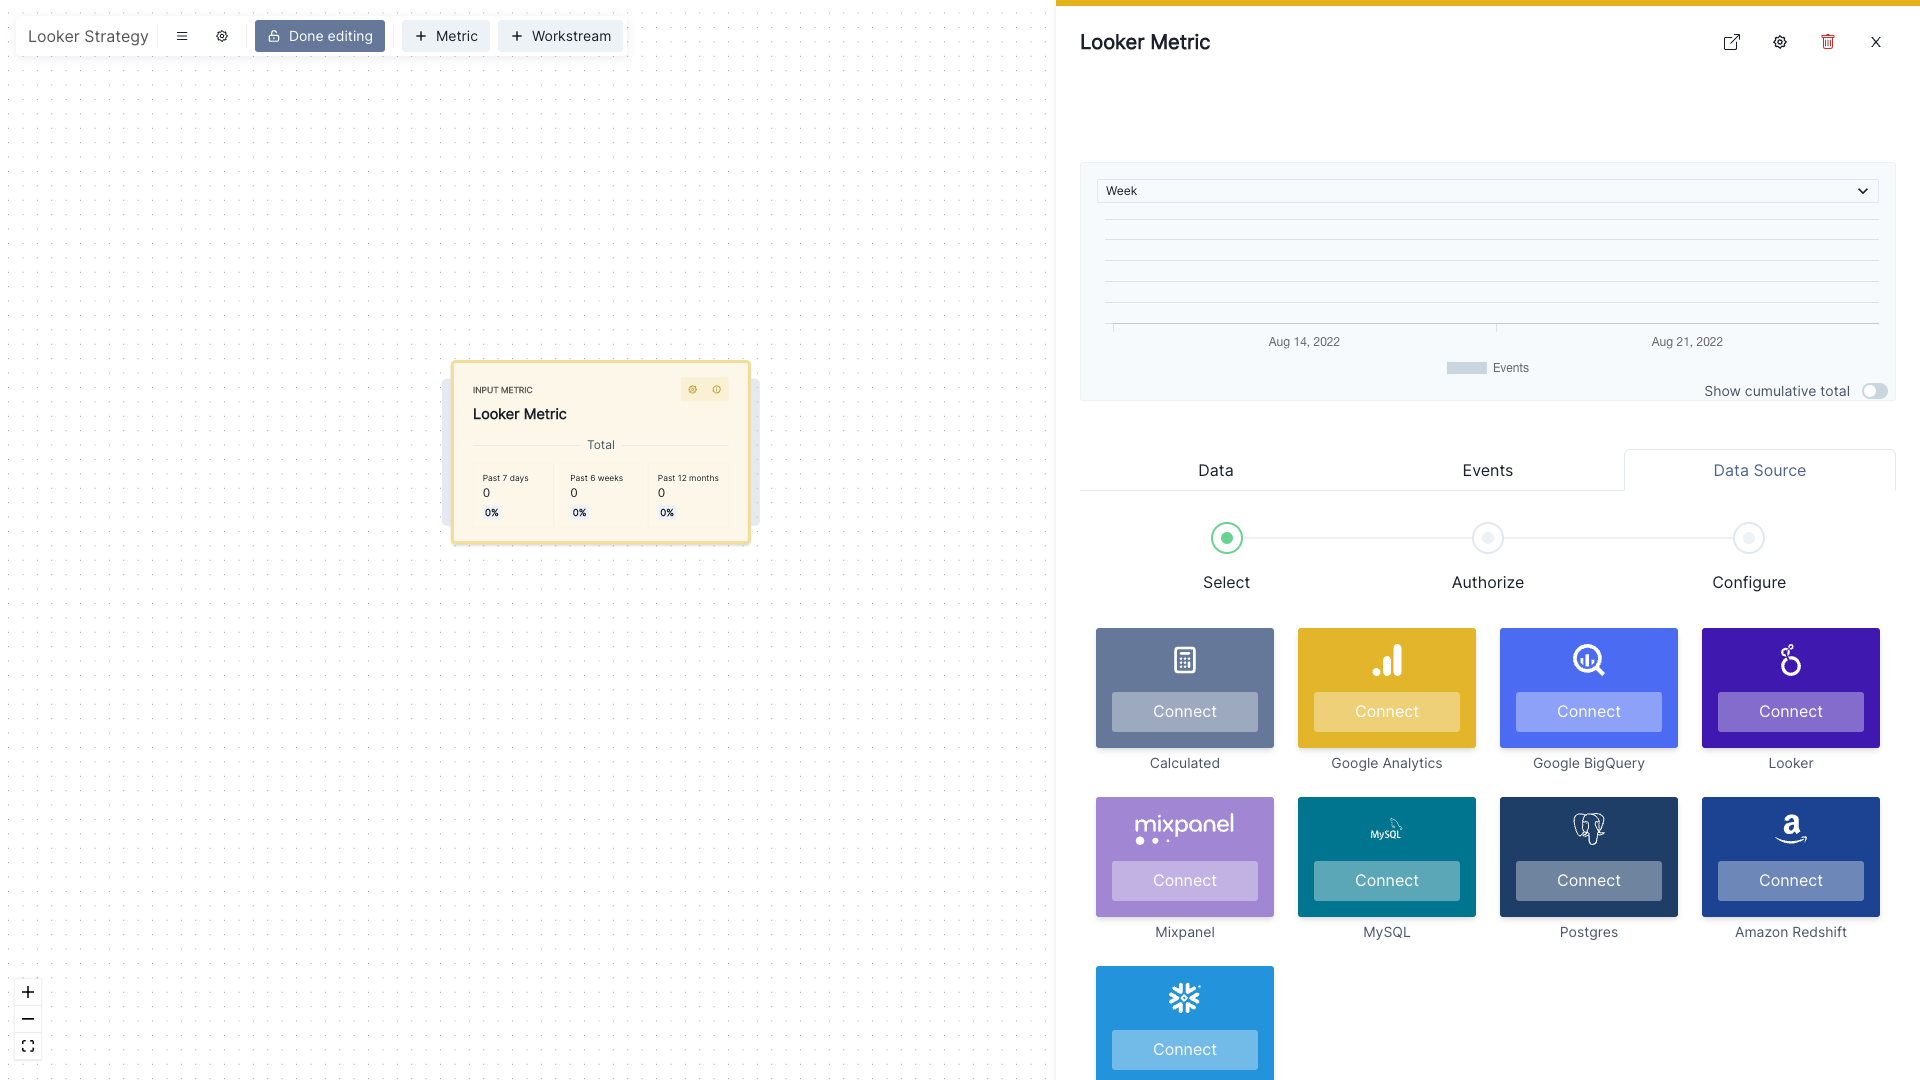 Looker Strategy
Done editing
Metric
Workstream
Looker Metric
Week
Aug 14, 2022
Aug 21, 2022
Events
Show cumulative total
INPUT METRIC
Looker Metric
Total
Past 7 days
0
0%
Past 6 weeks
0
0%
Past 12 months
0
0%
Data
Events
Data Source
Select
Authorize
Configure
Connect
Calculated
Connect
Google Analytics
Connect
Google BigQuery
Connect
Looker
mixpanel
Connect
Mixpanel
MySQL
Connect
MySQL
Connect
Postgres
a
Connect
Amazon Redshift
Connect